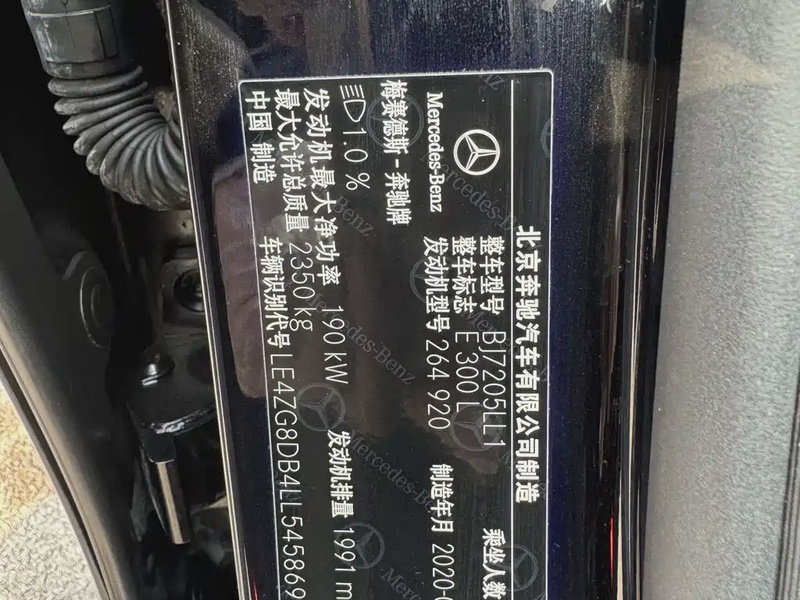 北京奔驰汽车有限公司制造
Mercedes-Benz
梅赛德斯-奔驰牌
整车型号 BJ7205LL1 乘坐人数
整车标志 E 300 L
发动机型号 264 920 制造年月 2020-
1.0 %
发动机最大净功率 190 kW 发动机排量 1991 m
最大允许总质量 2350 kg
中国 制造 车辆识别代号 LE4ZG8DB4LL545869